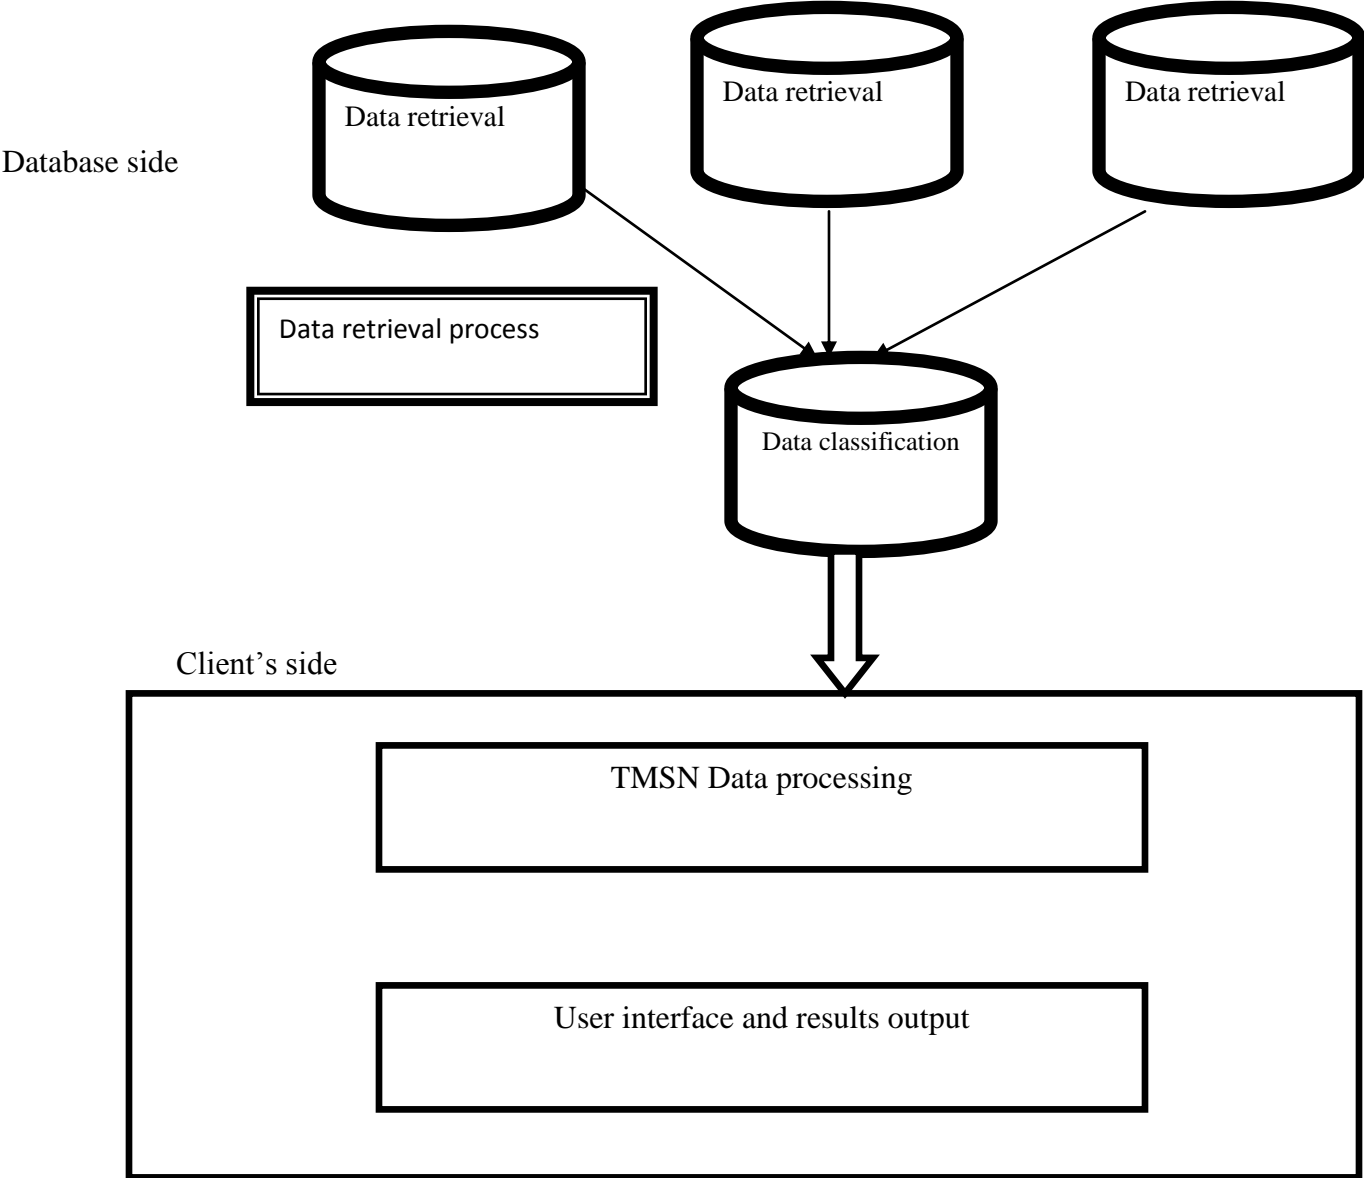 Data retrieval
Data retrieval
Data retrieval
Database side
Data retrieval process
Data classification
Client’s side
TMSN Data processing
User interface and results output